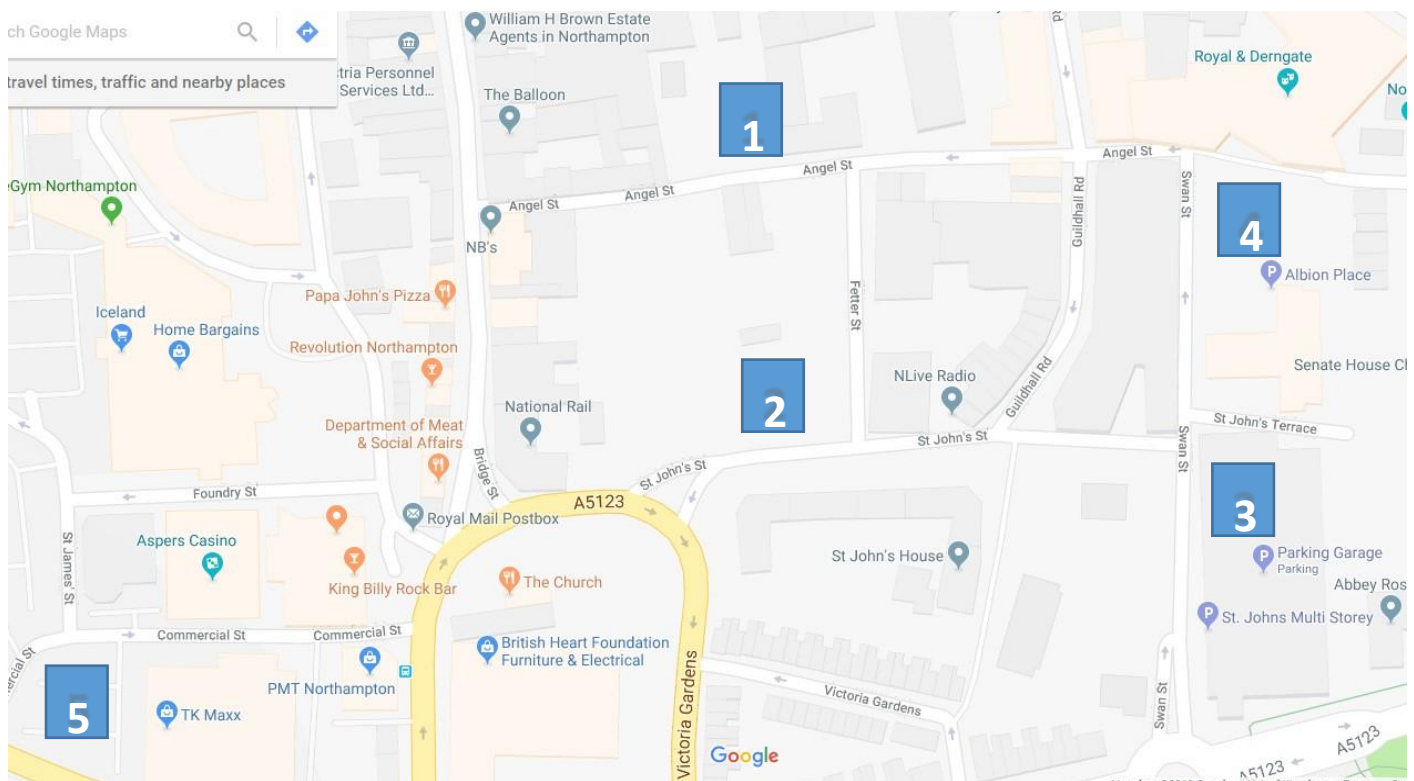 ch Google Maps
travel times, traffic and nearby places
William H Brown Estate
Agents in Northampton
tria Personnel
Services Ltd...
The Balloon
Royal & Derngate
No
1
Angel St
Angel St
Angel St
Angel St
eGym Northampton
NB's
Guildhall Rd
Swan St
4
Albion Place
Papa John's Pizza
Fetter St
Iceland
Home Bargains
Revolution Northampton
Senate House Ch
NLive Radio
2
National Rail
Department of Meat
& Social Affairs
Guildhall Rd
St John's Terrace
St John's St
Swan St
St John's St
Bridge St
Foundry St
A5123
3
Royal Mail Postbox
St James' St
Aspers Casino
King Billy Rock Bar
The Church
St John's House
Parking Garage
Parking
Abbey Ros
St. Johns Multi Storey
Commercial St
Commercial St
British Heart Foundation
Furniture & Electrical
mercial St
PMT Northampton
5
TK Maxx
Victoria Gardens
Victoria Gardens
Swan St
Google
A5123
A5123